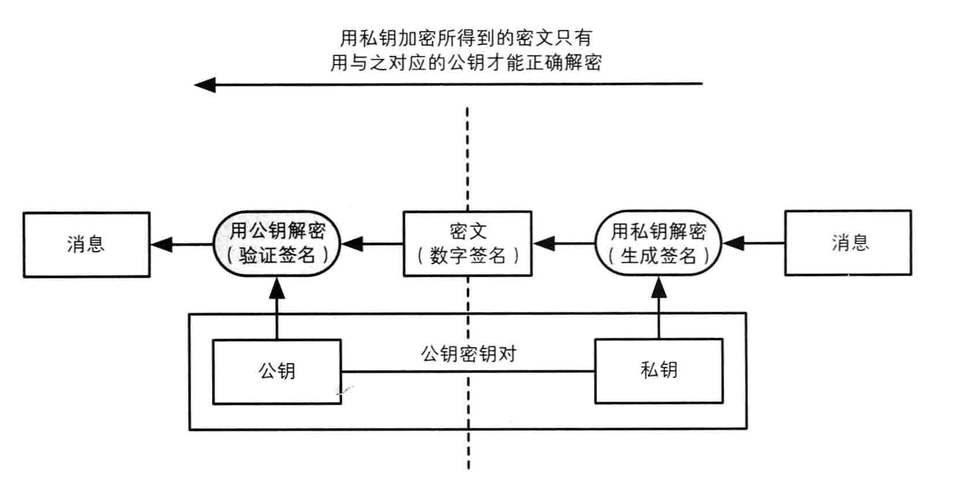 用私钥加密所得到的密文只有
用与之对应的公钥才能正确解密
消息
用公钥解密
（验证签名）
密文
（数字签名）
用私钥解密
（生成签名）
消息
公钥
公钥密钥对
私钥